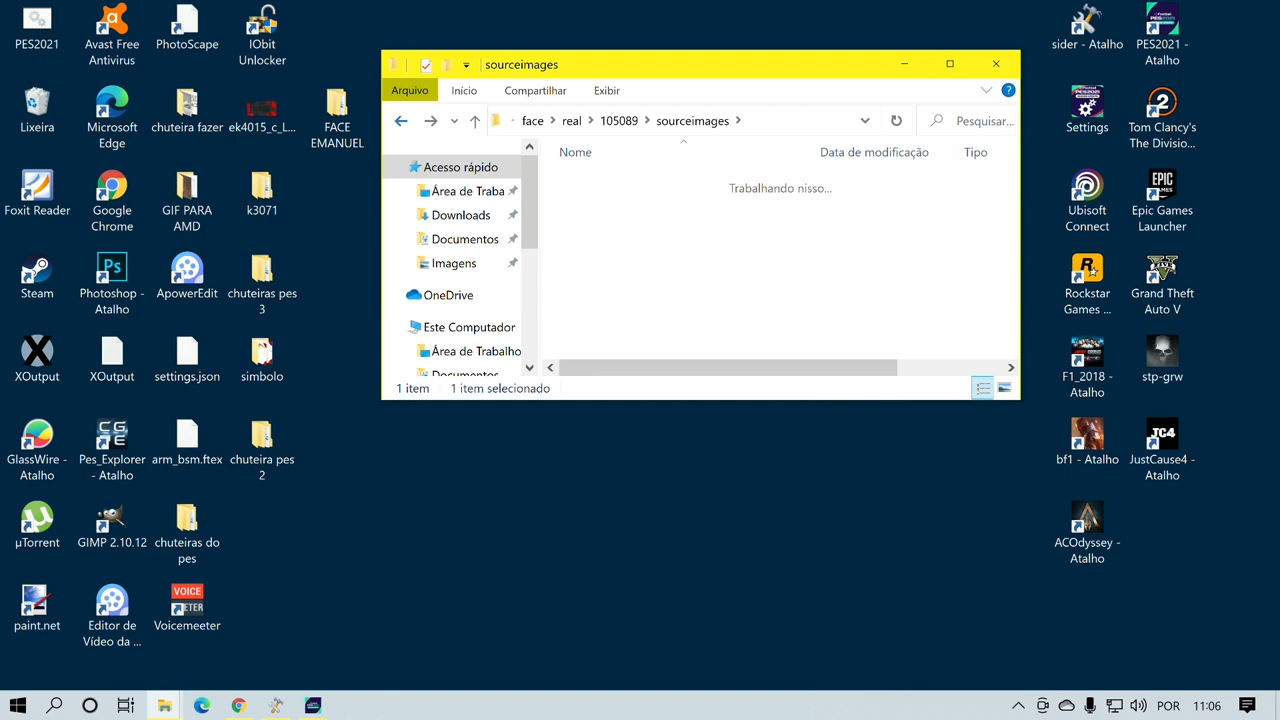 PES2021
Avast Free
Antivirus
PhotoScape
IObit
Unlocker
Lixeira
Microsoft
Edge
chuteira fazer
ek4015_c_L...
FACE
EMANUEL
Foxit Reader
Google
Chrome
GIF PARA
AMD
k3071
Steam
Photoshop -
Atalho
ApowerEdit
chuteiras pes
3
XOutput
XOutput
settings.json
simbolo
GlassWire -
Atalho
Pes_Explorer
- Atalho
arm_bsm.ftex
chuteira pes
2
µTorrent
GIMP 2.10.12
chuteiras do
pes
paint.net
Editor de
Vídeo da ...
VOICE
METER
Voicemeeter
sourceimages
Arquivo
Início
Compartilhar
Exibir
face
real
105089
sourceimages
Pesquisar...
Nome
Data de modificação
Tipo
Acesso rápido
Área de Traba
Downloads
Documentos
Imagens
OneDrive
Este Computador
Área de Trabalho
Documentos
Trabalhando nisso...
1 item
1 item selecionado
sider - Atalho
PES2021 -
Atalho
Settings
Tom Clancy's
The Divisio...
Ubisoft
Connect
EPIC
GAMES
Epic Games
Launcher
Rockstar
Games ...
Grand Theft
Auto V
F1_2018 -
Atalho
stp-grw
bf1 - Atalho
JC4
JustCause4 -
Atalho
ACOdyssey -
Atalho
POR
11:06